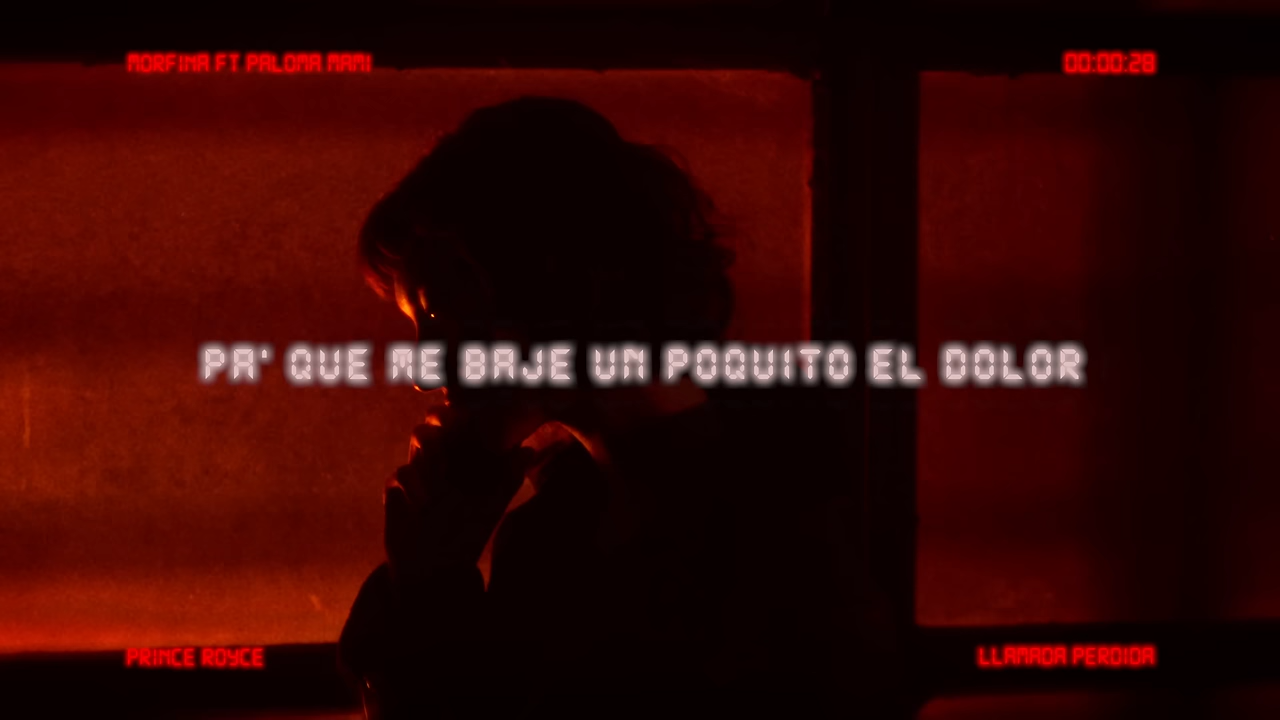 MORFINA FT PALOMA MAMI
00:00:28
PA' QUE ME BAJE UN POQUITO EL DOLOR
PRINCE ROYCE
LLAMADA PERDIDA